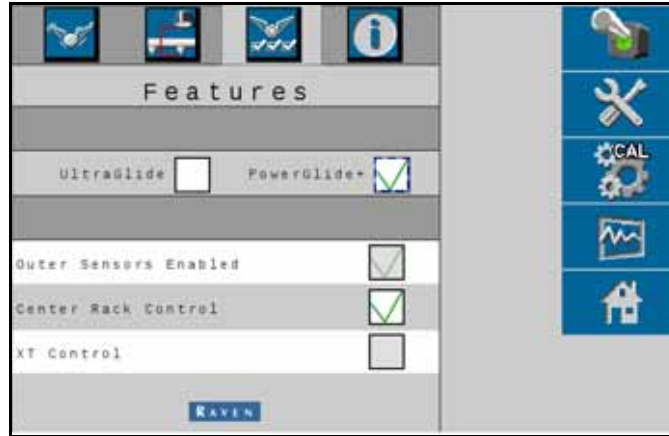 Features
CAL
UltraGlide PowerGlide+
Outer Sensors Enabled
Center Rack Control
XT Control
RAVEN